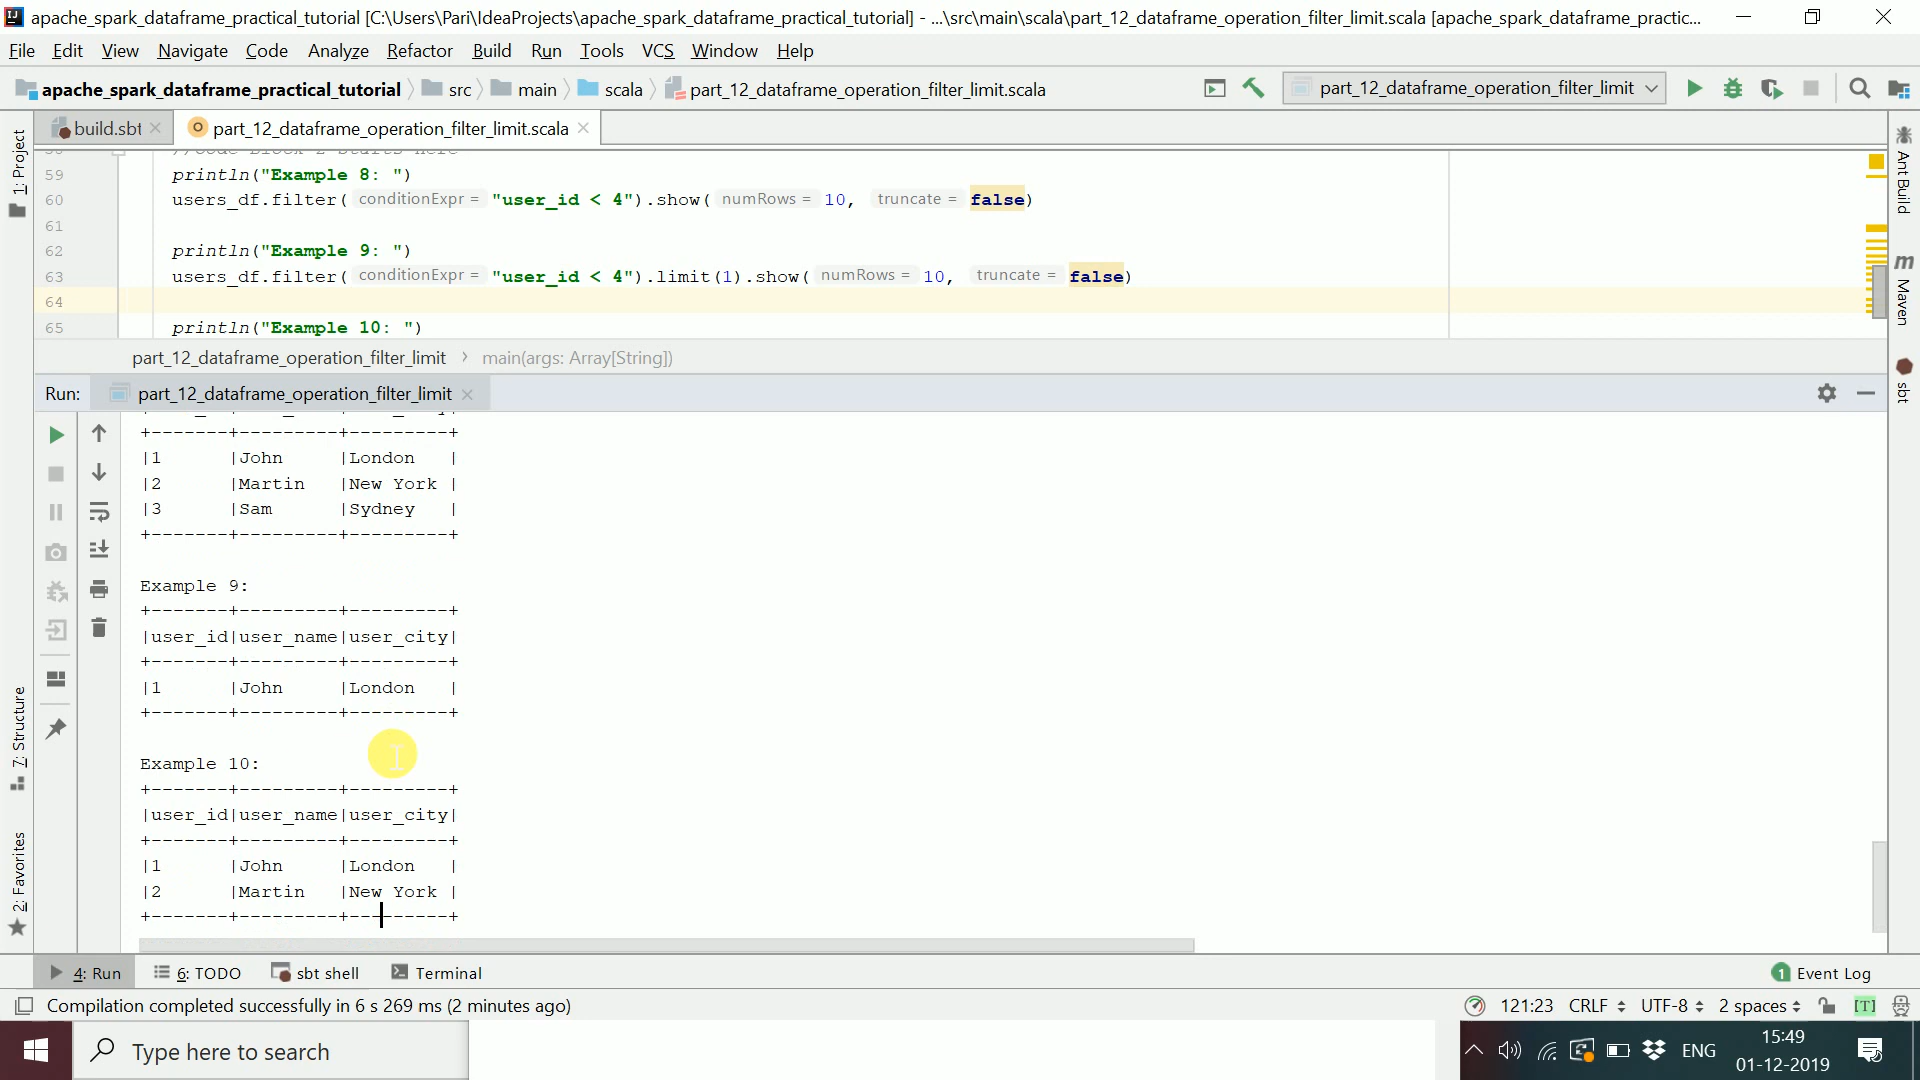 apache_spark_dataframe_practical_tutorial [C:\Users\Pari\IdeaProjects\apache_spark_dataframe_practical_tutorial] - ...\src\main\scala\part_12_dataframe_operation_filter_limit.scala [apache_spark_dataframe_practic...
File Edit View Navigate Code Analyze Refactor Build Run Tools VCS Window Help
apache_spark_dataframe_practical_tutorial src main scala part_12_dataframe_operation_filter_limit.scala part_12_dataframe_operation_filter_limit
build.sbt part_12_dataframe_operation_filter_limit.scala
59 println("Example 8: ")
60 users_df.filter( conditionExpr = "user_id < 4").show( numRows = 10, truncate = false)
61
62 println("Example 9: ")
63 users_df.filter( conditionExpr = "user_id < 4").limit(1).show( numRows = 10, truncate = false)
64
65 println("Example 10: ")
part_12_dataframe_operation_filter_limit > main(args: Array[String])
Run: part_12_dataframe_operation_filter_limit
+-------+---------+---------+
|1      |John     |London   |
|2      |Martin   |New York |
|3      |Sam      |Sydney   |
+-------+---------+---------+
Example 9:
+-------+---------+---------+
|user_id|user_name|user_city|
+-------+---------+---------+
|1      |John     |London   |
+-------+---------+---------+
Example 10:
+-------+---------+---------+
|user_id|user_name|user_city|
+-------+---------+---------+
|1      |John     |London   |
|2      |Martin   |New York |
+-------+---------+---------+
1: Project
7: Structure
2: Favorites
Ant Build
m Maven
sbt
4: Run 6: TODO sbt shell Terminal 1 Event Log
Compilation completed successfully in 6 s 269 ms (2 minutes ago) 121:23 CRLF UTF-8 2 spaces [T]
Type here to search ENG 15:49
01-12-2019